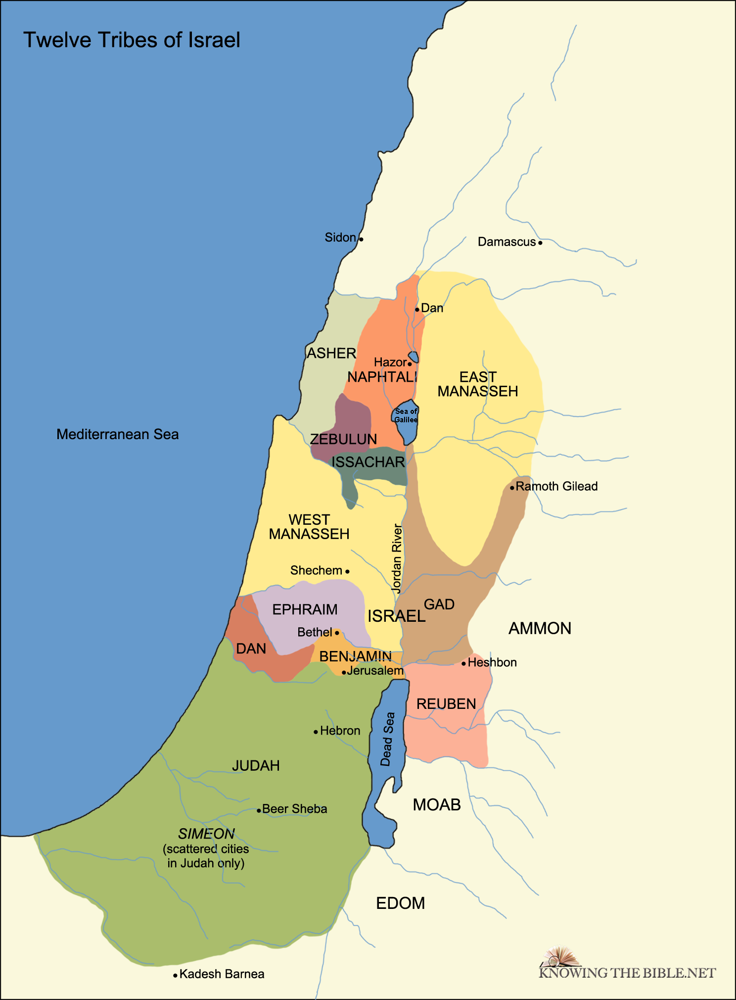 Twelve Tribes of Israel
Sidon
Damascus
Dan
ASHER
Hazor
NAPHTALI
EAST
MANASSEH
Sea of
Galilee
Mediterranean Sea
ZEBULUN
ISSACHAR
Ramoth Gilead
WEST
MANASSEH
Jordan River
Shechem
GAD
EPHRAIM
ISRAEL
AMMON
Bethel
DAN
BENJAMIN
Heshbon
Jerusalem
REUBEN
Hebron
Dead Sea
JUDAH
MOAB
Beer Sheba
SIMEON
(scattered cities
in Judah only)
EDOM
Kadesh Barnea
KNOWING THE BIBLE.NET